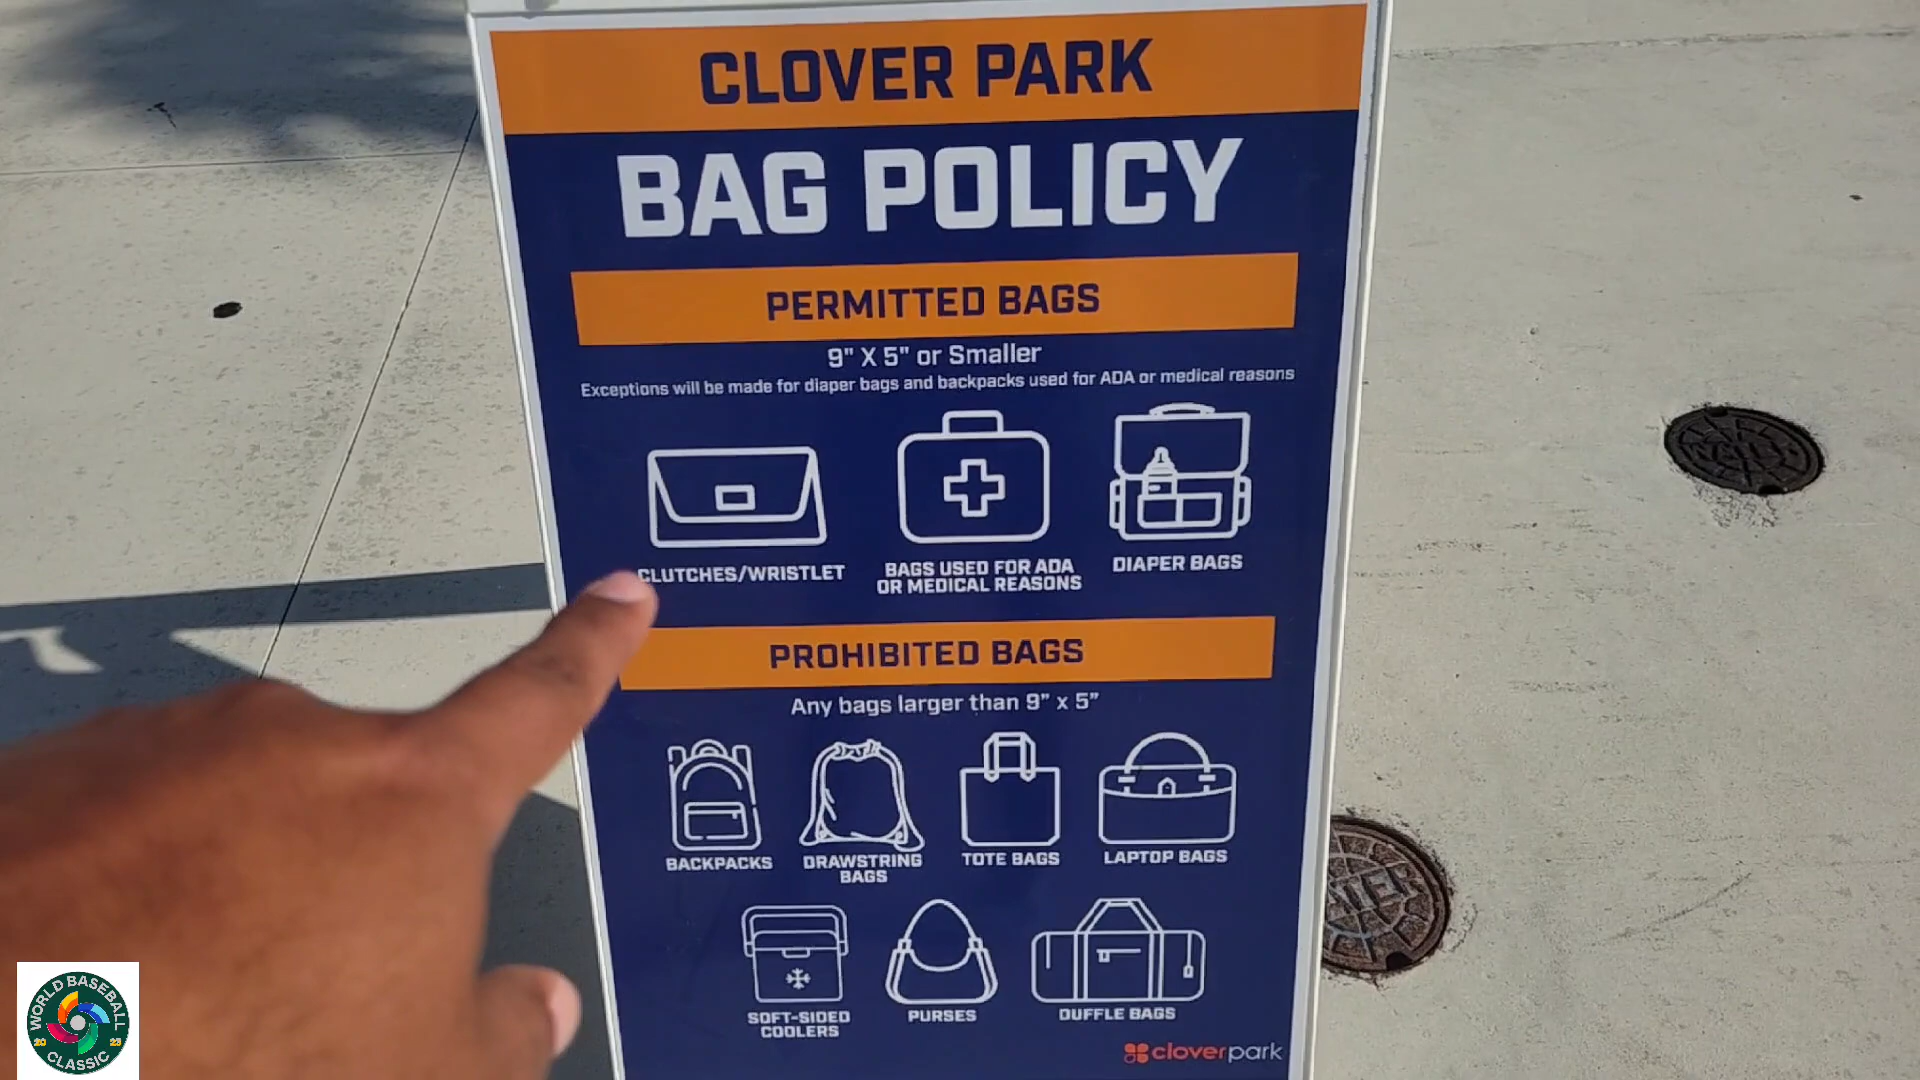 CLOVER PARK
BAG POLICY
PERMITTED BAGS
9" X 5" or Smaller
Exceptions will be made for diaper bags and backpacks used for ADA or medical reasons
CLUTCHES/WRISTLET
BAGS USED FOR ADA
OR MEDICAL REASONS
DIAPER BAGS
PROHIBITED BAGS
Any bags larger than 9” x 5”
BACKPACKS
DRAWSTRING
BAGS
TOTE BAGS
LAPTOP BAGS
SOFT-SIDED
COOLERS
PURSES
DUFFLE BAGS
cloverpark
WORLD BASEBALL
20 23
CLASSIC